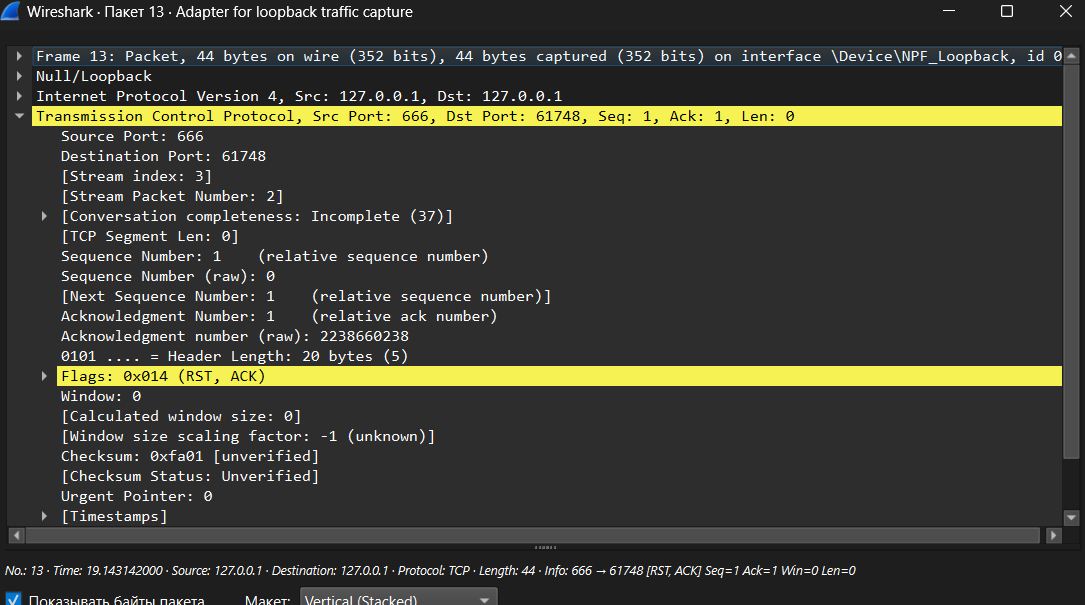 Wireshark · Пакет 13 · Adapter for loopback traffic capture
Frame 13: Packet, 44 bytes on wire (352 bits), 44 bytes captured (352 bits) on interface \Device\NPF_Loopback, id 0
Null/Loopback
Internet Protocol Version 4, Src: 127.0.0.1, Dst: 127.0.0.1
Transmission Control Protocol, Src Port: 666, Dst Port: 61748, Seq: 1, Ack: 1, Len: 0
Source Port: 666
Destination Port: 61748
[Stream index: 3]
[Stream Packet Number: 2]
[Conversation completeness: Incomplete (37)]
[TCP Segment Len: 0]
Sequence Number: 1    (relative sequence number)
Sequence Number (raw): 0
[Next Sequence Number: 1    (relative sequence number)]
Acknowledgment Number: 1    (relative ack number)
Acknowledgment number (raw): 2238660238
0101 .... = Header Length: 20 bytes (5)
Flags: 0x014 (RST, ACK)
Window: 0
[Calculated window size: 0]
[Window size scaling factor: -1 (unknown)]
Checksum: 0xfa01 [unverified]
[Checksum Status: Unverified]
Urgent Pointer: 0
[Timestamps]
No.: 13 · Time: 19.143142000 · Source: 127.0.0.1 · Destination: 127.0.0.1 · Protocol: TCP · Length: 44 · Info: 666 → 61748 [RST, ACK] Seq=1 Ack=1 Win=0 Len=0
Показывать байты пакета Макет: Vertical (Stacked)